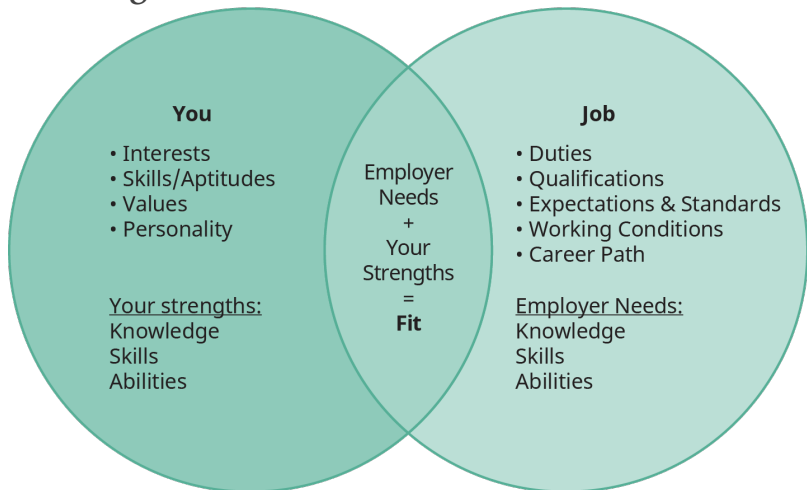 You
• Interests
• Skills/Aptitudes
• Values
• Personality
Your strengths:
Knowledge
Skills
Abilities
Employer
Needs
+
Your
Strengths
=
Fit
Job
• Duties
• Qualifications
• Expectations & Standards
• Working Conditions
• Career Path
Employer Needs:
Knowledge
Skills
Abilities